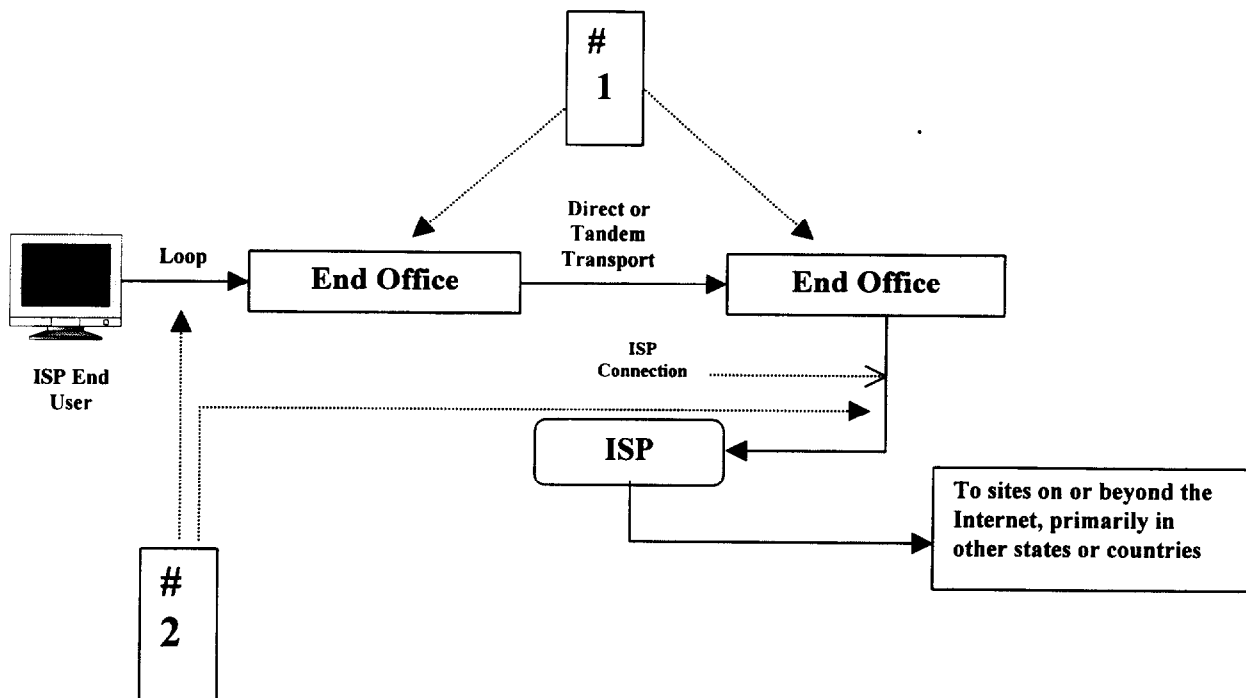 #
1
Direct or
Tandem
Transport
Loop
End Office
End Office
ISP
Connection
ISP End
User
ISP
To sites on or beyond the
Internet, primarily in
other states or countries
#
2